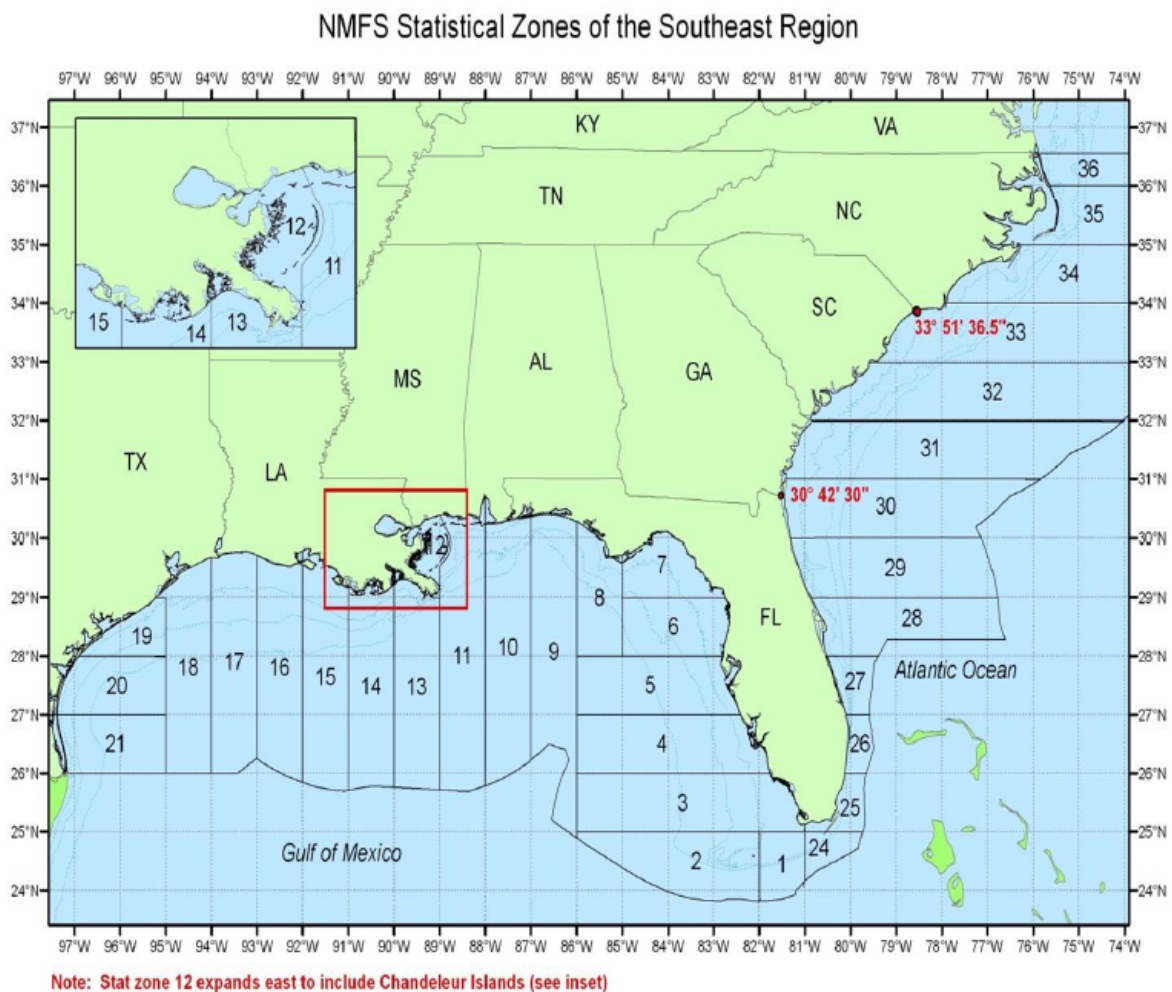 NMFS Statistical Zones of the Southeast Region
97°W 96°W 95°W 94°W 93°W 92°W 91°W 90°W 89°W 88°W 87°W 86°W 85°W 84°W 83°W 82°W 81°W 80°W 79°W 78°W 77°W 76°W 75°W 74°W
37°N KY VA 37°N
36°N 36 36°N
TN NC 35
12
35°N 11 35°N
34
15 14 13
34°N SC 34°N
33° 51' 36.5"
33
33°N MS AL GA 33°N
32
32°N 32°N
TX LA 31
31°N 31°N
30° 42' 30"
30
30°N 12 30°N
7 29
29°N 8 29°N
19 6 FL 28
28°N 18 17 16 15 14 13 11 10 9 28°N
20 5 27 Atlantic Ocean
27°N 27°N
21 4 26
26°N 26°N
3 25
25°N 25°N
Gulf of Mexico 2 1 24
24°N 24°N
97°W 96°W 95°W 94°W 93°W 92°W 91°W 90°W 89°W 88°W 87°W 86°W 85°W 84°W 83°W 82°W 81°W 80°W 79°W 78°W 77°W 76°W 75°W 74°W
Note: Stat zone 12 expands east to include Chandeleur Islands (see inset)